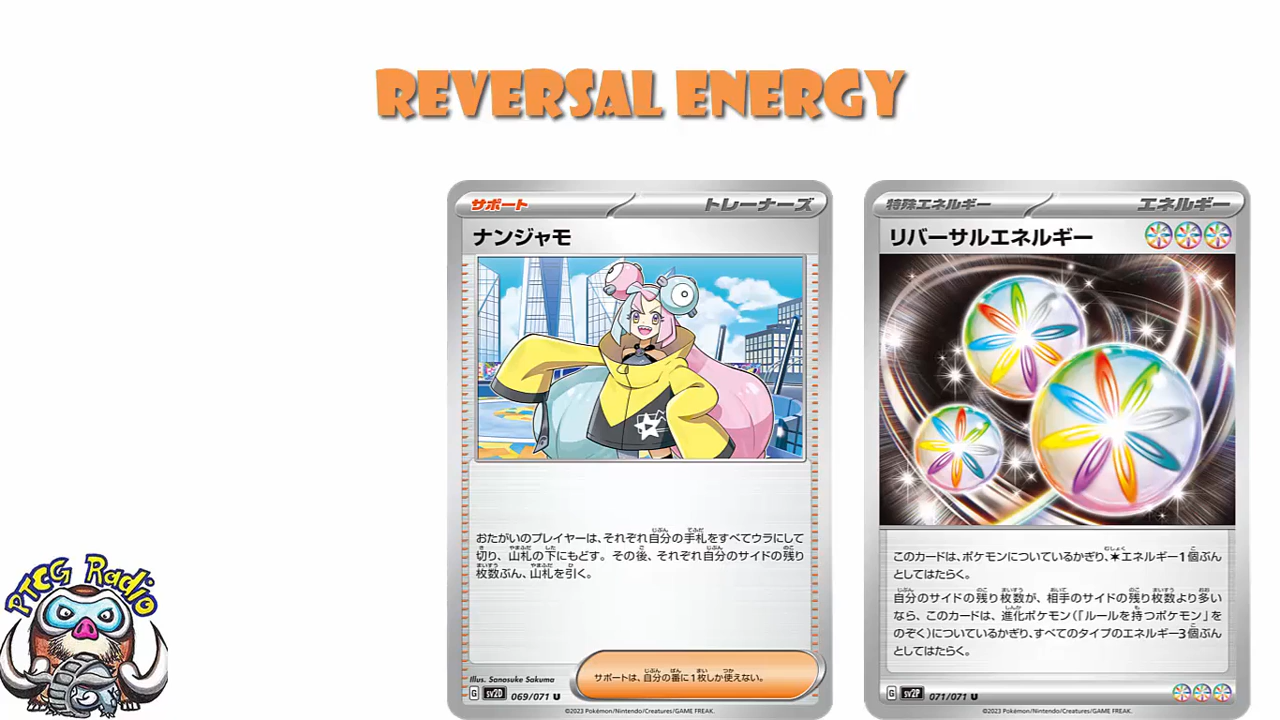 REVERSAL ENERGY
サポート
トレーナーズ
ナンジャモ
おたがいのプレイヤーは、それぞれ自分の手札をすべてウラにして
切り、山札の下にもどす。その後、それぞれ自分のサイドの残り
枚数ぶん、山札を引く。
サポートは、自分の番に1枚しか使えない。
Illus. Sanosuke Sakuma
G sv2D 069/071 U
©2023 Pokémon/Nintendo/Creatures/GAME FREAK.
特殊エネルギー
エネルギー
リバーサルエネルギー
このカードは、ポケモンについているかぎり、エネルギー1個ぶん
としてはたらく。
自分のサイドの残り枚数が、相手のサイドの残り枚数より多い
なら、このカードは、進化ポケモン(「ルールを持つポケモン」を
のぞく)についているかぎり、すべてのタイプのエネルギー3個ぶん
としてはたらく。
G sv2P 071/071 U
©2023 Pokémon/Nintendo/Creatures/GAME FREAK.
PTCG Radio